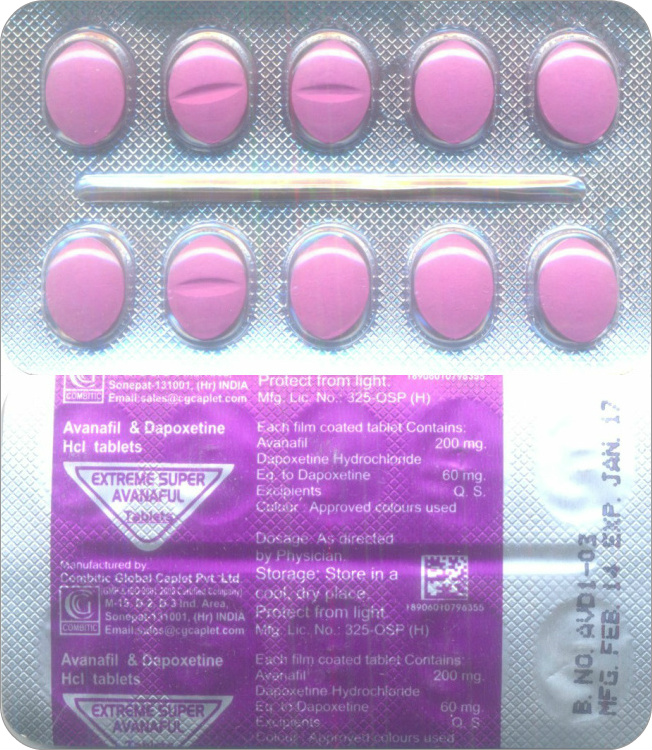 Sonepat-131001, (Hr) INDIA
COMBITIC
Email:sales@cgcaplet.com
Protect from light.
Mfg. Lic. No.: 325-OSP (H)
18906010796355
Avanafil & Dapoxetine
Hcl tablets
EXTREME SUPER
AVANAFUL
Tablets
Each film coated tablet Contains:
Avanafil 200 mg.
Dapoxetine Hydrochloride
Eq. to Dapoxetine 60 mg.
Excipients Q. S.
Colour : Approved colours used
Dosage: As directed
by Physician.
Storage: Store in a
cool, dry place,
Protect from light.
Mfg. Lic. No.: 325-OSP (H)
18906010796355
Manufactured by
Combitic Global Caplet Pvt. Ltd.
M-15, D-2, D-3 Ind. Area,
Sonepat-131001, (Hr) INDIA
COMBITIC
Email:sales@cgcaplet.com
Avanafil & Dapoxetine
Hcl tablets
EXTREME SUPER
AVANAFUL
Tablets
Each film coated tablet Contains:
Avanafil 200 mg.
Dapoxetine Hydrochloride
Eq. to Dapoxetine 60 mg.
Excipients Q. S
Colour : Approved colours used
B. NO. AVD1-03
MFG. FEB. 14 EXP. JAN. 17